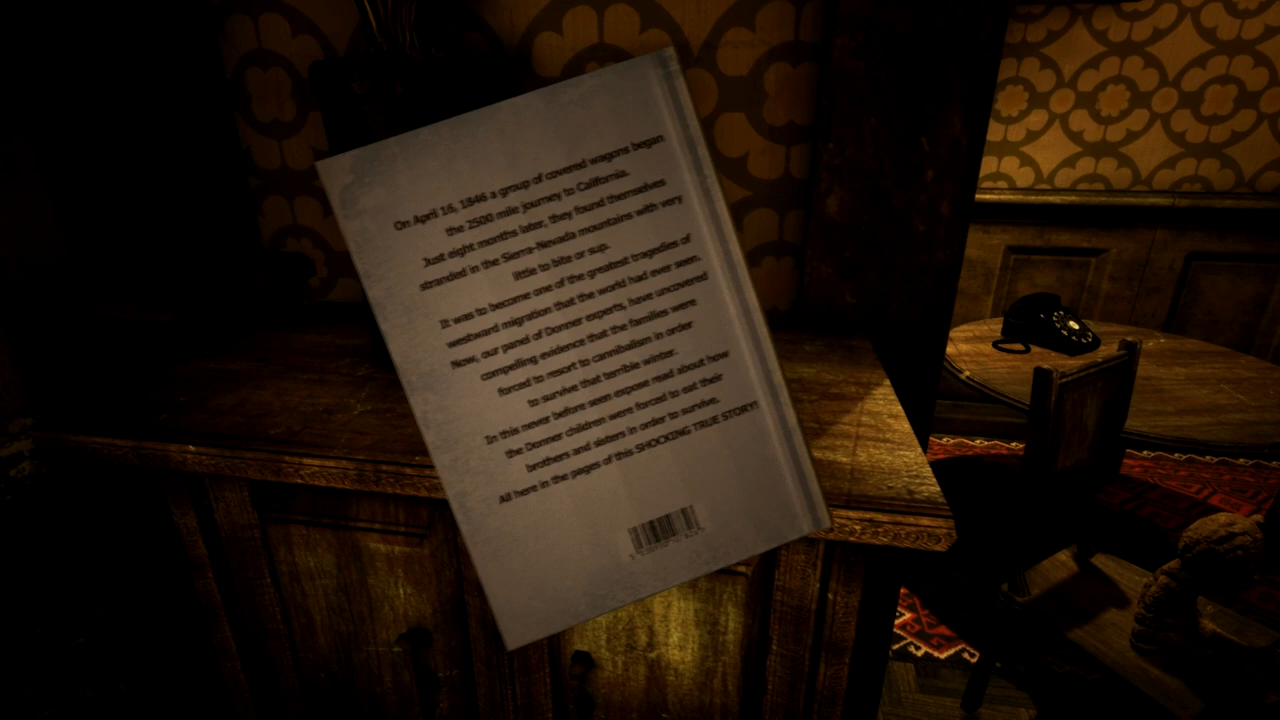 On April 16, 1846 a group of covered wagons began
the 2500 mile journey to California.
Just eight months later, they found themselves
stranded in the Sierra-Nevada mountains with very
little to bite or sup.
It was to become one of the greatest tragedies of
westward migration that the world had ever seen.
Now, our panel of Donner experts, have uncovered
compelling evidence that the families were
forced to resort to cannibalism in order
to survive that terrible winter.
In this never before seen expose read about how
the Donner children were forced to eat their
brothers and sisters in order to survive.
All here in the pages of this SHOCKING TRUE STORY!